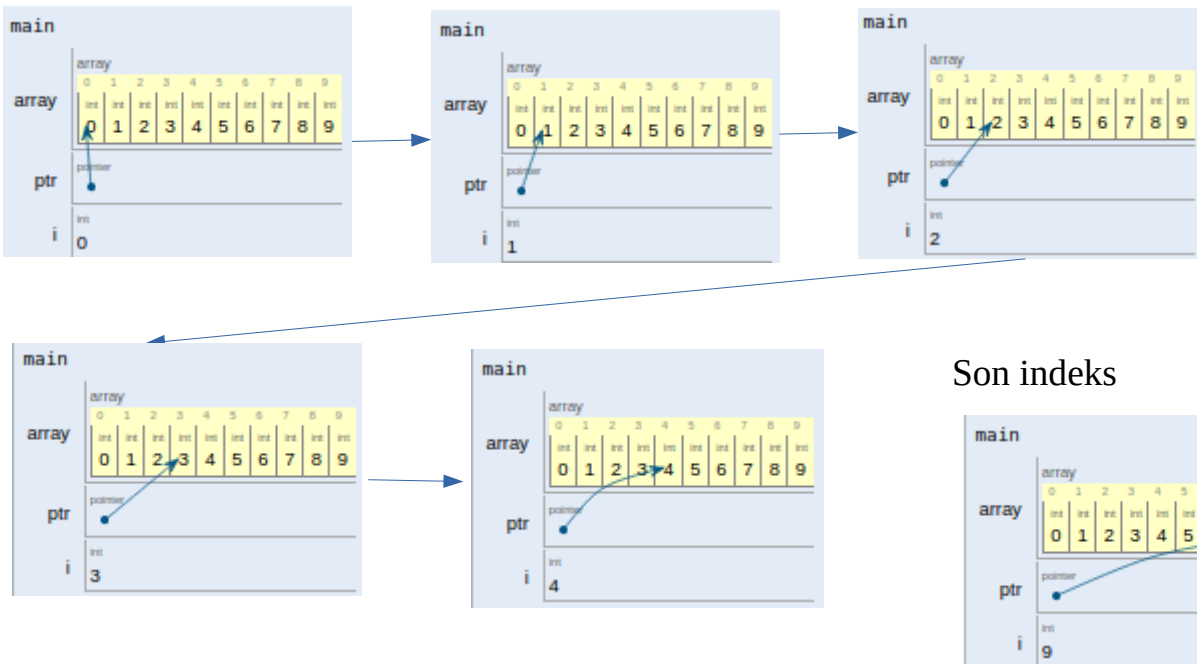 main
array
0 1 2 3 4 5 6 7 8 9
array
int int int int int int int int int int
0 1 2 3 4 5 6 7 8 9
pointer
ptr
int
i
0
main
array
0 1 2 3 4 5 6 7 8 9
array
int int int int int int int int int int
0 1 2 3 4 5 6 7 8 9
pointer
ptr
int
i
1
main
array
0 1 2 3 4 5 6 7 8 9
array
int int int int int int int int int int
0 1 2 3 4 5 6 7 8 9
pointer
ptr
int
i
2
main
array
0 1 2 3 4 5 6 7 8 9
array
int int int int int int int int int int
0 1 2 3 4 5 6 7 8 9
pointer
ptr
int
i
3
main
array
0 1 2 3 4 5 6 7 8 9
array
int int int int int int int int int int
0 1 2 3 4 5 6 7 8 9
pointer
ptr
int
i
4
Son indeks
main
array
0 1 2 3 4 5
array
int int int int int int
0 1 2 3 4 5
pointer
ptr
int
i
9